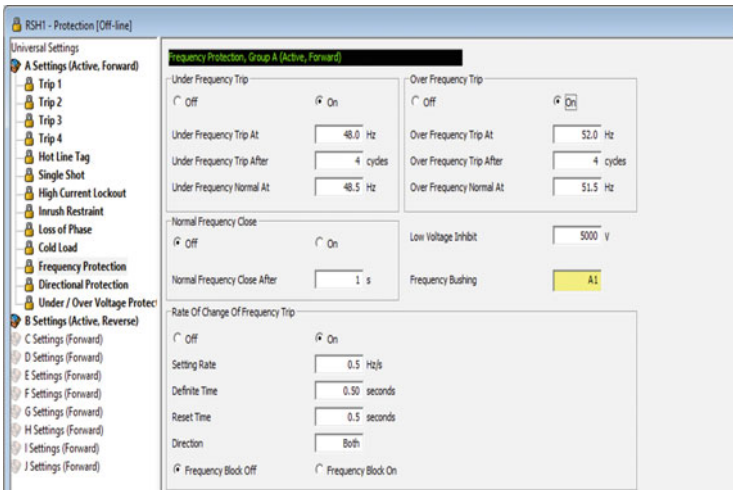 RSH1 - Protection [Off-line]
Universal Settings
A Settings (Active, Forward)
Trip 1
Trip 2
Trip 3
Trip 4
Hot Line Tag
Single Shot
High Current Lockout
Inrush Restraint
Loss of Phase
Cold Load
Frequency Protection
Directional Protection
Under / Over Voltage Protect
B Settings (Active, Reverse)
C Settings (Forward)
D Settings (Forward)
E Settings (Forward)
F Settings (Forward)
G Settings (Forward)
H Settings (Forward)
I Settings (Forward)
J Settings (Forward)
Frequency Protection, Group A (Active, Forward)
Under Frequency Trip
Off On
Under Frequency Trip At 48.0 Hz
Under Frequency Trip After 4 cycles
Under Frequency Normal At 48.5 Hz
Over Frequency Trip
Off On
Over Frequency Trip At 52.0 Hz
Over Frequency Trip After 4 cycles
Over Frequency Normal At 51.5 Hz
Normal Frequency Close
Off On
Normal Frequency Close After 1 s
Low Voltage Inhibit 5000 V
Frequency Bushing A1
Rate Of Change Of Frequency Trip
Off On
Setting Rate 0.5 Hz/s
Definite Time 0.50 seconds
Reset Time 0.5 seconds
Direction Both
Frequency Block Off Frequency Block On